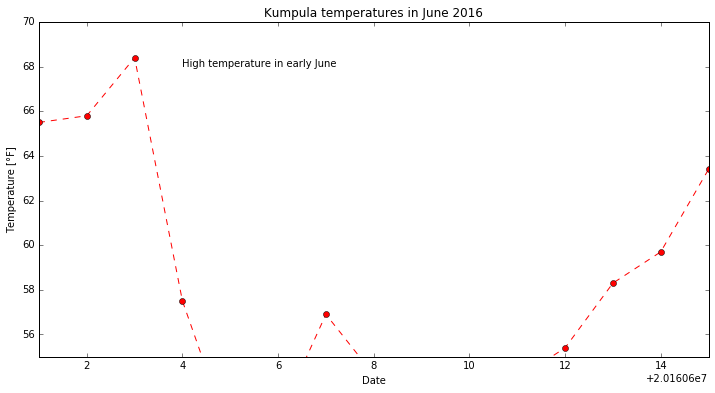 Kumpula temperatures in June 2016
70
68
66
64
62
60
58
56
Temperature [°F]
High temperature in early June
2 4 6 8 10 12 14
+2.01606e7
Date